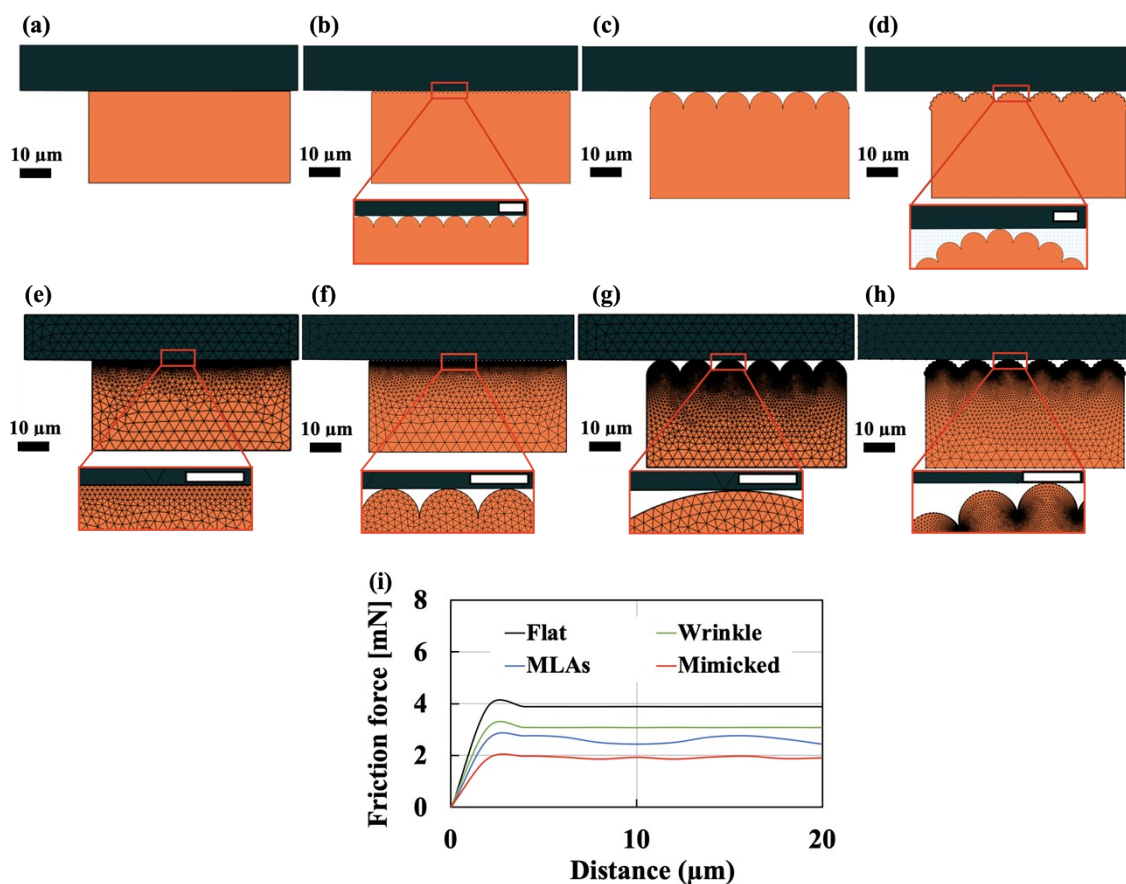 (a)
(b)
(c)
(d)
10 μm
10 μm
10 μm
10 μm
(e)
(f)
(g)
(h)
10 μm
10 μm
10 μm
10 μm
(i)
8
6
4
2
0
Friction force [mN]
Flat
Wrinkle
MLAs
Mimicked
0
10
20
Distance (μm)